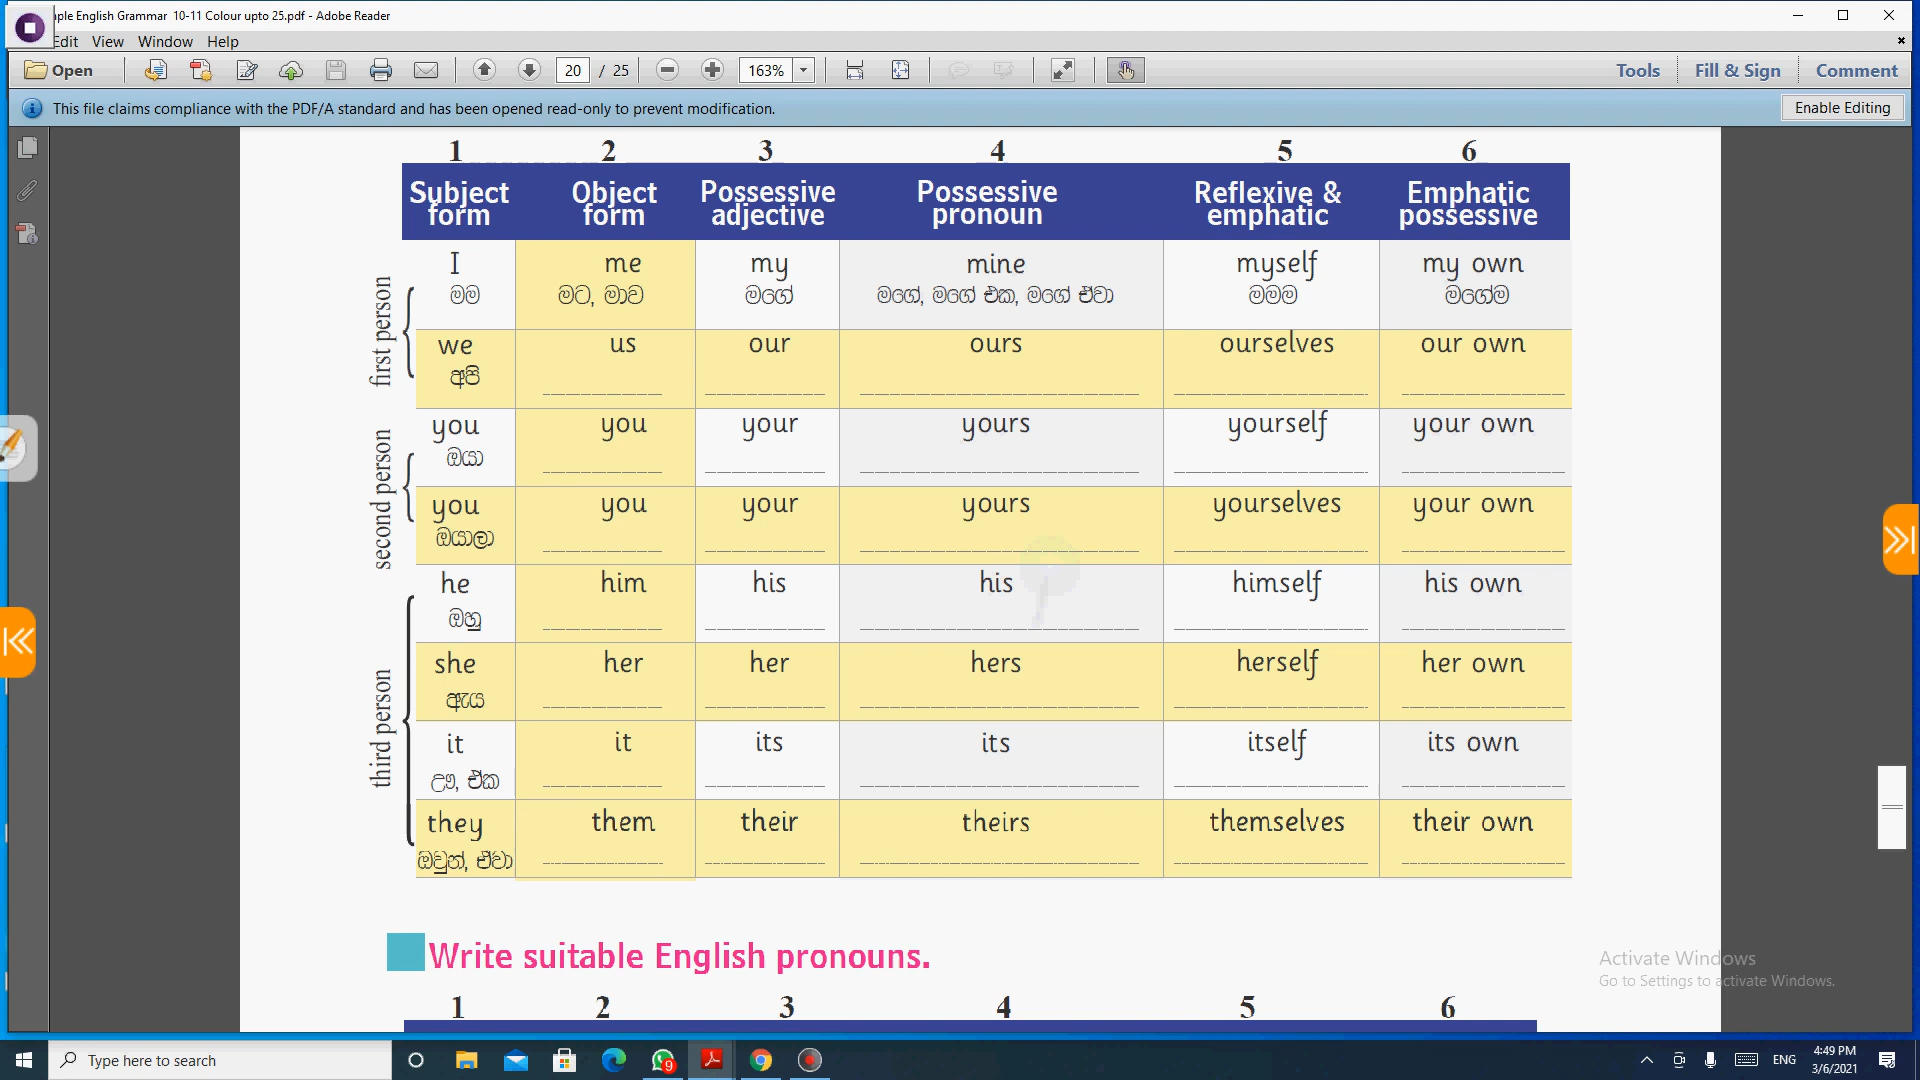 ple English Grammar 10-11 Colour upto 25.pdf - Adobe Reader
Edit View Window Help
Open 20 / 25 163% Tools Fill & Sign Comment
This file claims compliance with the PDF/A standard and has been opened read-only to prevent modification. Enable Editing
1 2 3 4 5 6
Subject form Object form Possessive adjective Possessive pronoun Reflexive & emphatic Emphatic possessive
first person
I me my mine myself my own
මම මට, මාව මගේ මගේ, මගේ එක, මගේ ඒවා මමම මගේම
we us our ours ourselves our own
අපි
second person
you you your yours yourself your own
ඔයා
you you your yours yourselves your own
ඔයාලා
third person
he him his his himself his own
ඔහු
she her her hers herself her own
ඇය
it it its its itself its own
ඌ, ඒක
they them their theirs themselves their own
ඔවුන්, ඒවා
Write suitable English pronouns.
1 2 3 4 5 6
Activate Windows
Go to Settings to activate Windows.
Type here to search 9 ENG 4:49 PM
3/6/2021